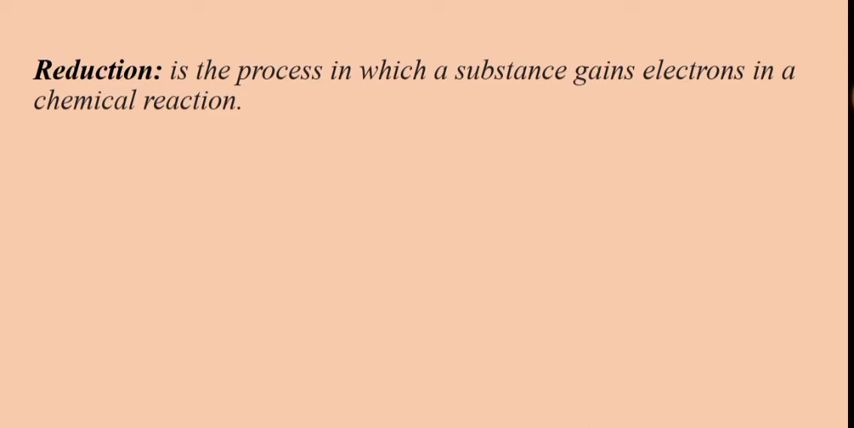 Reduction: is the process in which a substance gains electrons in a
chemical reaction.